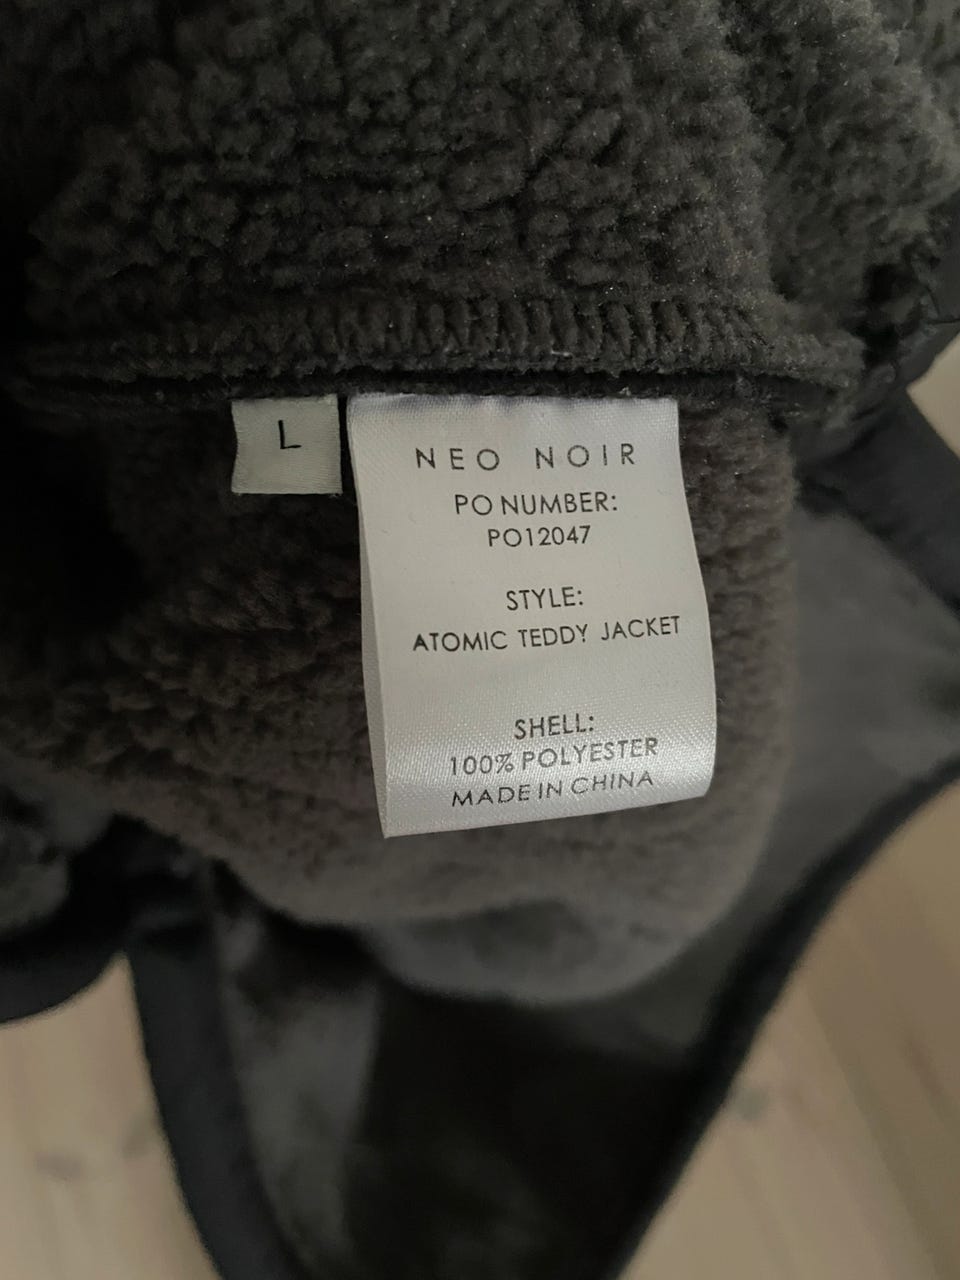 L
NEO NOIR
PO NUMBER:
PO12047
STYLE:
ATOMIC TEDDY JACKET
SHELL:
100% POLYESTER
MADE IN CHINA